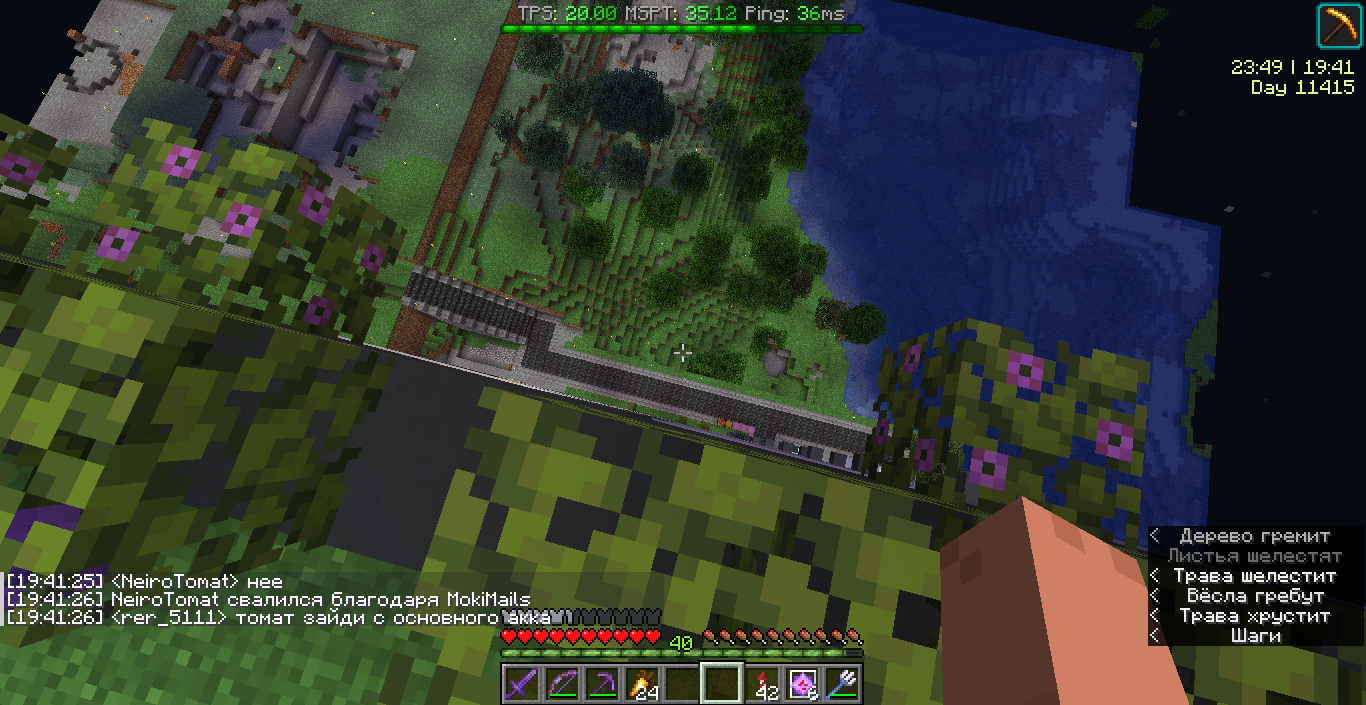 TPS: 20.00 MSPT: 35.12 Ping: 36ms
23:49 | 19:41
Day 11415
< Дерево гремит
Листья шелестят
< Трава шелестит
< Вёсла гребут
< Трава хрустит
< Шаги
[19:41:25] <NeiroTomat> нее
[19:41:26] NeiroTomat свалился благодаря MokiMails
[19:41:26] <rer_5111> томат зайди с основного акка
40
24
42
6